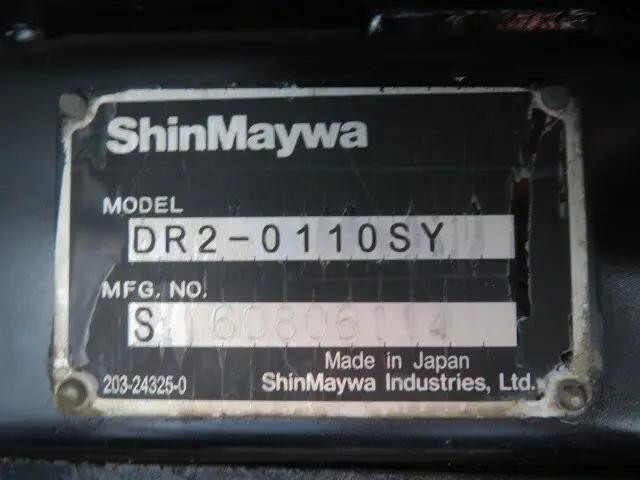 ShinMaywa
MODEL
DR2-0110SY
MFG. NO.
S
Made in Japan
203-24325-0
ShinMaywa Industries, Ltd.